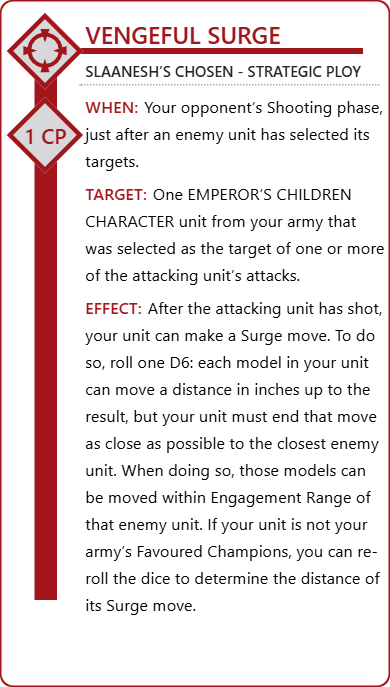 VENGEFUL SURGE
SLAANESH'S CHOSEN - STRATEGIC PLOY
1 CP
WHEN: Your opponent's Shooting phase,
just after an enemy unit has selected its
targets.
TARGET: One EMPEROR'S CHILDREN
CHARACTER unit from your army that
was selected as the target of one or more
of the attacking unit's attacks.
EFFECT: After the attacking unit has shot,
your unit can make a Surge move. To do
so, roll one D6: each model in your unit
can move a distance in inches up to the
result, but your unit must end that move
as close as possible to the closest enemy
unit. When doing so, those models can
be moved within Engagement Range of
that enemy unit. If your unit is not your
army's Favoured Champions, you can re-
roll the dice to determine the distance of
its Surge move.